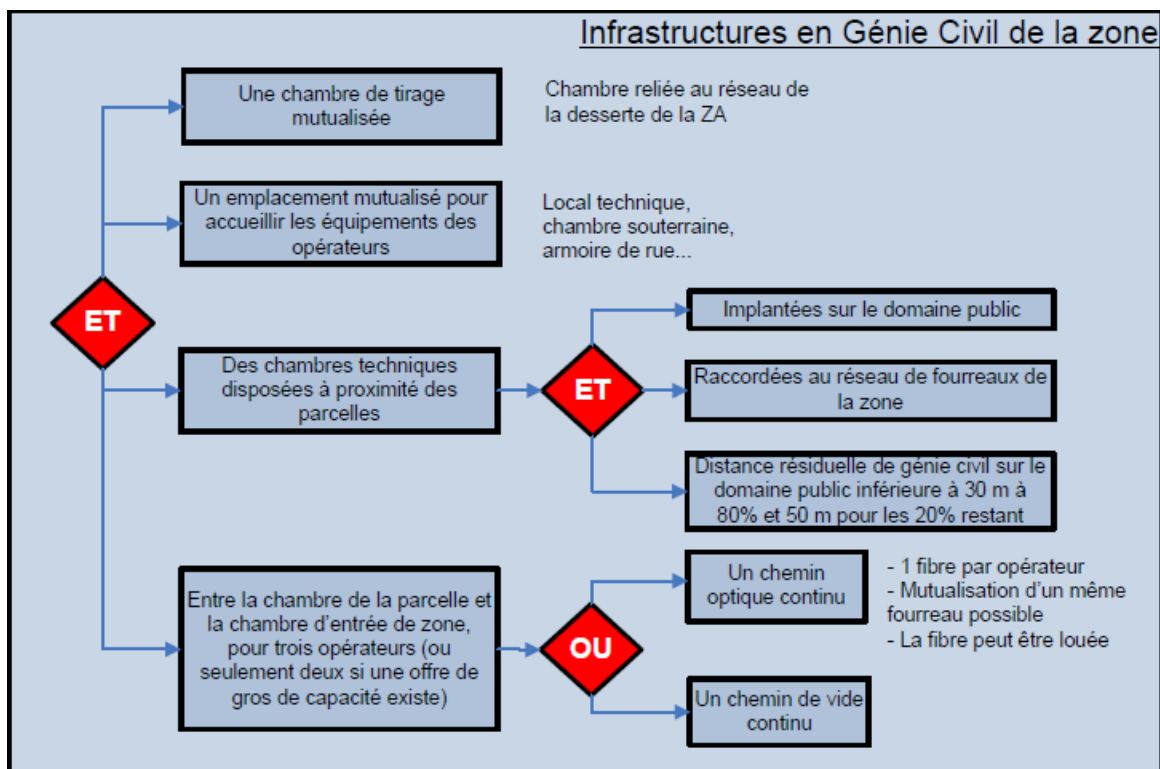 Infrastructures en Génie Civil de la zone
Une chambre de tirage
mutualisée
Chambre reliée au réseau de
la desserte de la ZA
Un emplacement mutualisé pour
accueillir les équipements des
opérateurs
Local technique,
chambre souterraine,
armoire de rue...
ET
Des chambres techniques
disposées à proximité des
parcelles
ET
Implantées sur le domaine public
Raccordées au réseau de fourreaux de
la zone
Distance résiduelle de génie civil sur le
domaine public inférieure à 30 m à
80% et 50 m pour les 20% restant
Entre la chambre de la parcelle et
la chambre d'entrée de zone,
pour trois opérateurs (ou
seulement deux si une offre de
gros de capacité existe)
OU
Un chemin
optique continu
- 1 fibre par opérateur
- Mutualisation d'un même
fourreau possible
- La fibre peut être louée
Un chemin de vide
continu